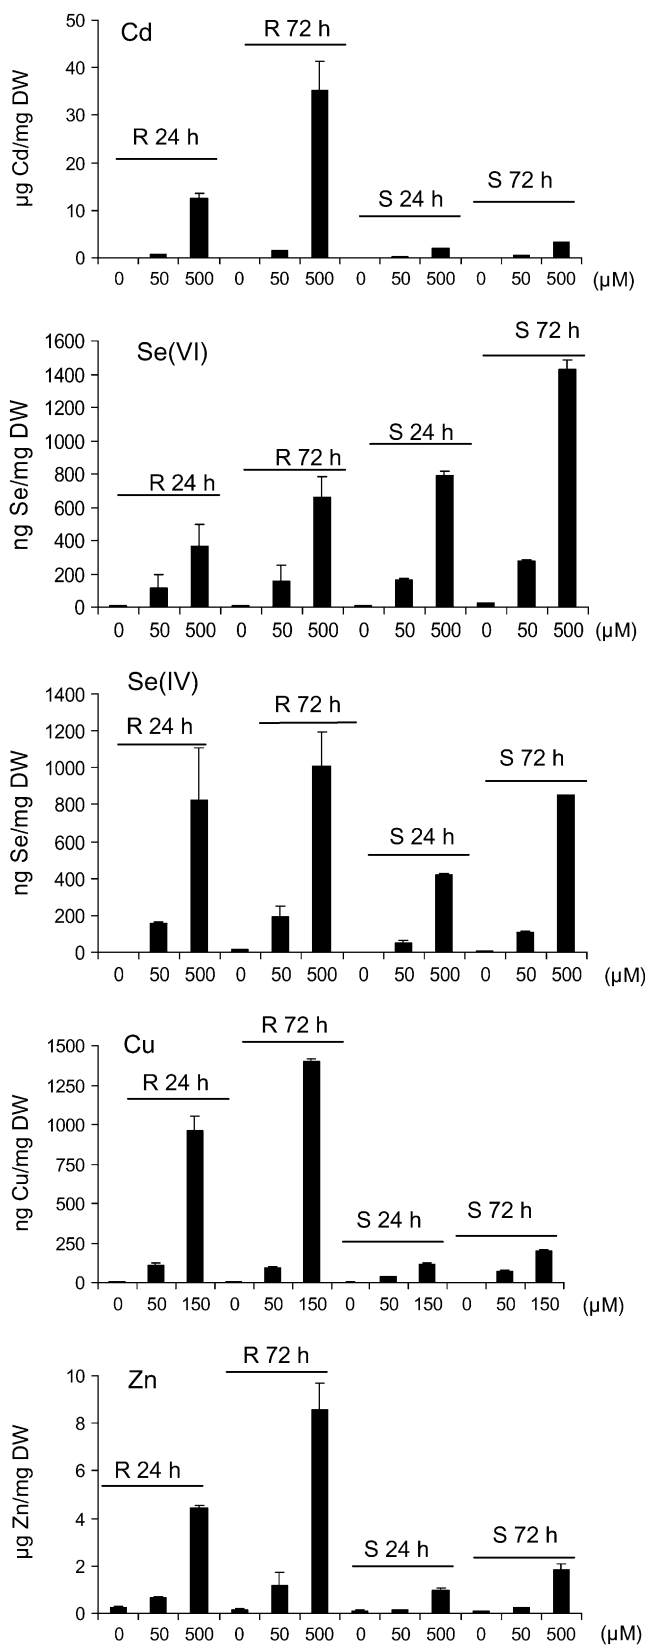 Cd
µg Cd/mg DW
50
40
30
20
10
0
R 24 h
R 72 h
S 24 h
S 72 h
0 50 500 0 50 500 0 50 500 0 50 500 (µM)
Se(VI)
ng Se/mg DW
1600
1400
1200
1000
800
600
400
200
0
R 24 h
R 72 h
S 24 h
S 72 h
0 50 500 0 50 500 0 50 500 0 50 500 (µM)
Se(IV)
ng Se/mg DW
1400
1200
1000
800
600
400
200
0
R 24 h
R 72 h
S 24 h
S 72 h
0 50 500 0 50 500 0 50 500 0 50 500 (µM)
Cu
ng Cu/mg DW
1500
1250
1000
750
500
250
0
R 24 h
R 72 h
S 24 h
S 72 h
0 50 150 0 50 150 0 50 150 0 50 150 (µM)
Zn
µg Zn/mg DW
10
8
6
4
2
0
R 24 h
R 72 h
S 24 h
S 72 h
0 50 500 0 50 500 0 50 500 0 50 500 (µM)